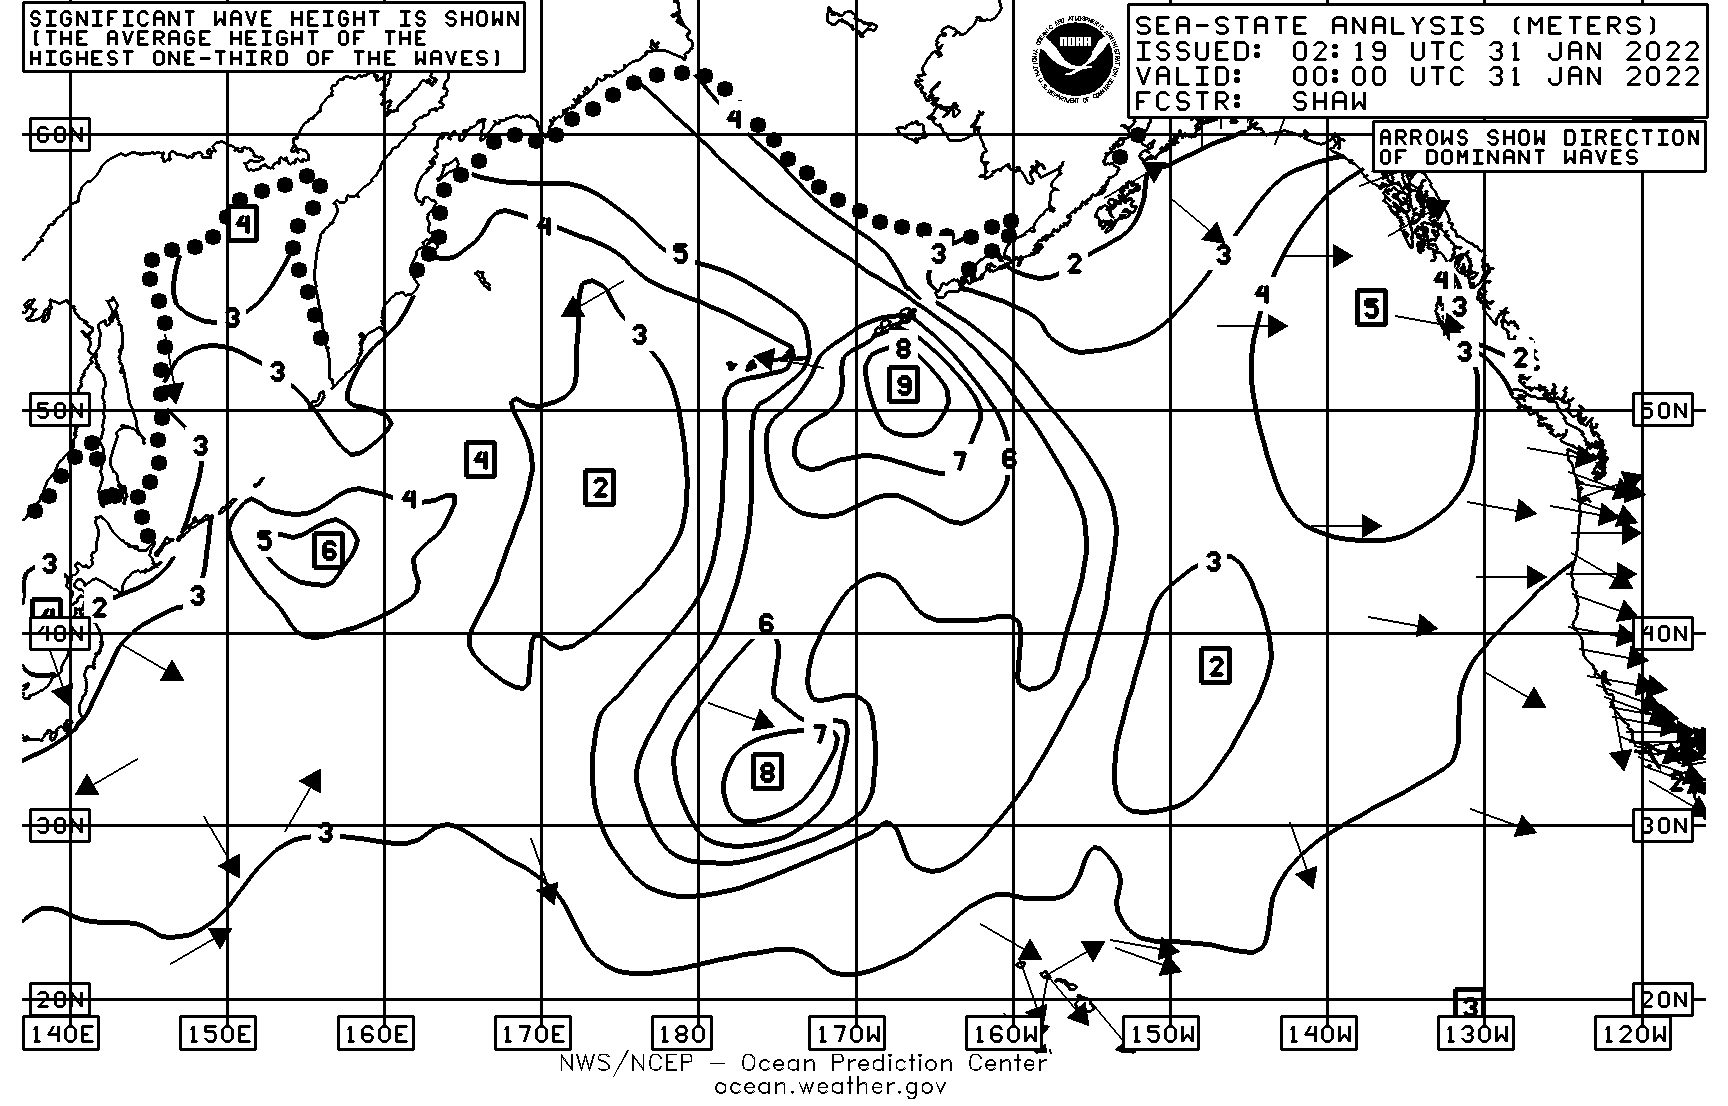 SIGNIFICANT WAVE HEIGHT IS SHOWN
(THE AVERAGE HEIGHT OF THE
HIGHEST ONE-THIRD OF THE WAVES)
NOAA
SEA-STATE ANALYSIS (METERS)
ISSUED: 02:19 UTC 31 JAN 2022
VALID: 00:00 UTC 31 JAN 2022
FCSTR: SHAW
ARROWS SHOW DIRECTION
OF DOMINANT WAVES
4
60N
4
4
5
3
2
3
4
5
4
3
3
3
3
8
3
2
3
9
50N
50N
3
4
2
7
6
4
5
6
3
3
3
2
4
6
40N
40N
2
7
8
2
30N
3
30N
20N
3
20N
140E
150E
160E
170E
180
170W
160W
150W
140W
130W
120W
NWS/NCEP – Ocean Prediction Center
ocean.weather.gov